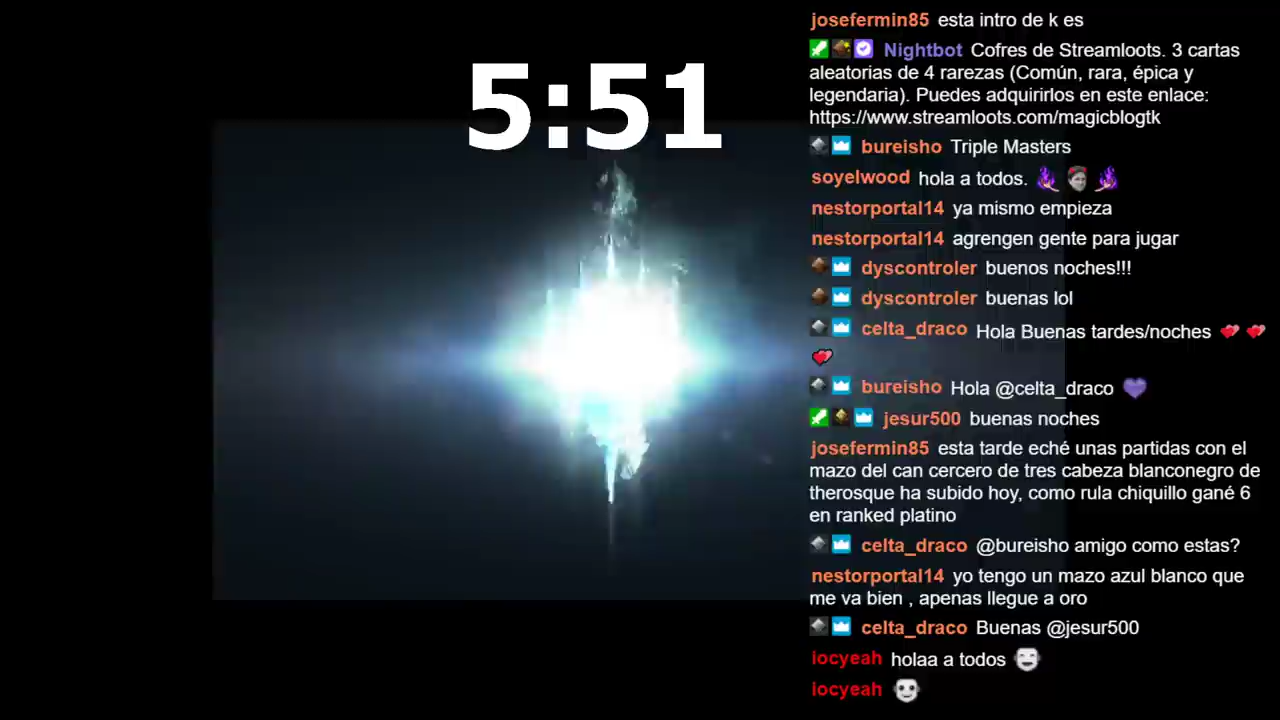 5:51
josefermin85 esta intro de k es
Nightbot Cofres de Streamloots. 3 cartas
aleatorias de 4 rarezas (Común, rara, épica y
legendaria). Puedes adquirirlos en este enlace:
https://www.streamloots.com/magicblogtk
bureisho Triple Masters
soyelwood hola a todos.
nestorportal14 ya mismo empieza
nestorportal14 agrengen gente para jugar
dyscontroler buenos noches!!!
dyscontroler buenas lol
celta_draco Hola Buenas tardes/noches
bureisho Hola @celta_draco
jesur500 buenas noches
josefermin85 esta tarde eché unas partidas con el
mazo del can cercero de tres cabeza blanconegro de
therosque ha subido hoy, como rula chiquillo gané 6
en ranked platino
celta_draco @bureisho amigo como estas?
nestorportal14 yo tengo un mazo azul blanco que
me va bien , apenas llegue a oro
celta_draco Buenas @jesur500
iocyeah holaa a todos
iocyeah